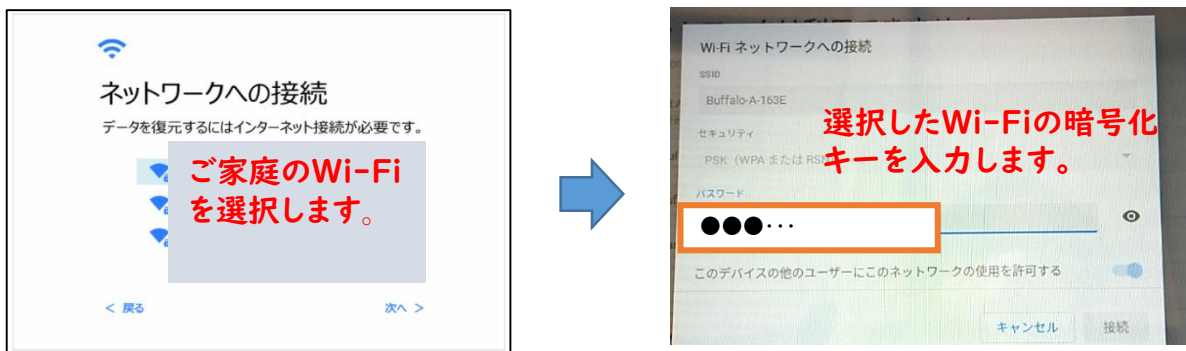 ネットワークへの接続
データを復元するにはインターネット接続が必要です。
ご家庭のWi-Fi
を選択します。
< 戻る
次へ >
Wi-Fi ネットワークへの接続
SSID
Buffalo-A-163E
選択したWi-Fiの暗号化
キーを入力します。
セキュリティ
PSK（WPA または RSN
パスワード
●●●･･･
このデバイスの他のユーザーにこのネットワークの使用を許可する
キャンセル
接続